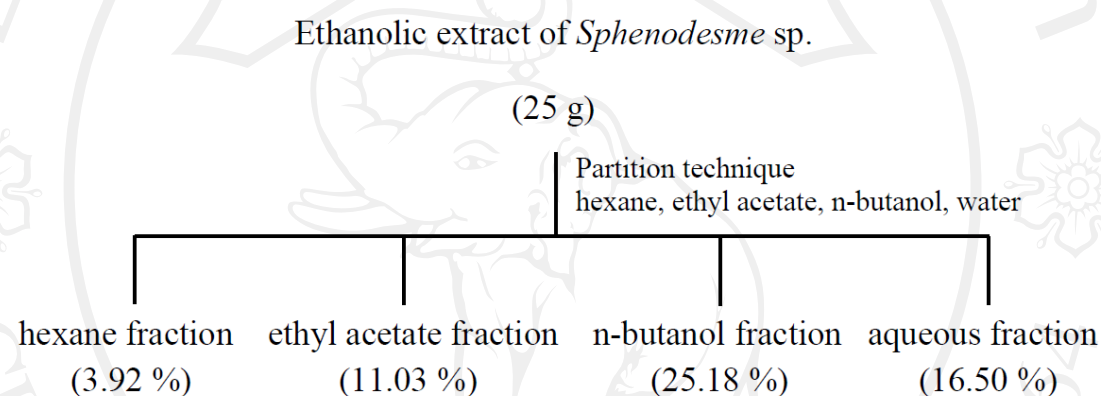 Ethanolic extract of Sphenodesme sp.
(25 g)
Partition technique
hexane, ethyl acetate, n-butanol, water
hexane fraction ethyl acetate fraction n-butanol fraction aqueous fraction
(3.92 %) (11.03 %) (25.18 %) (16.50 %)